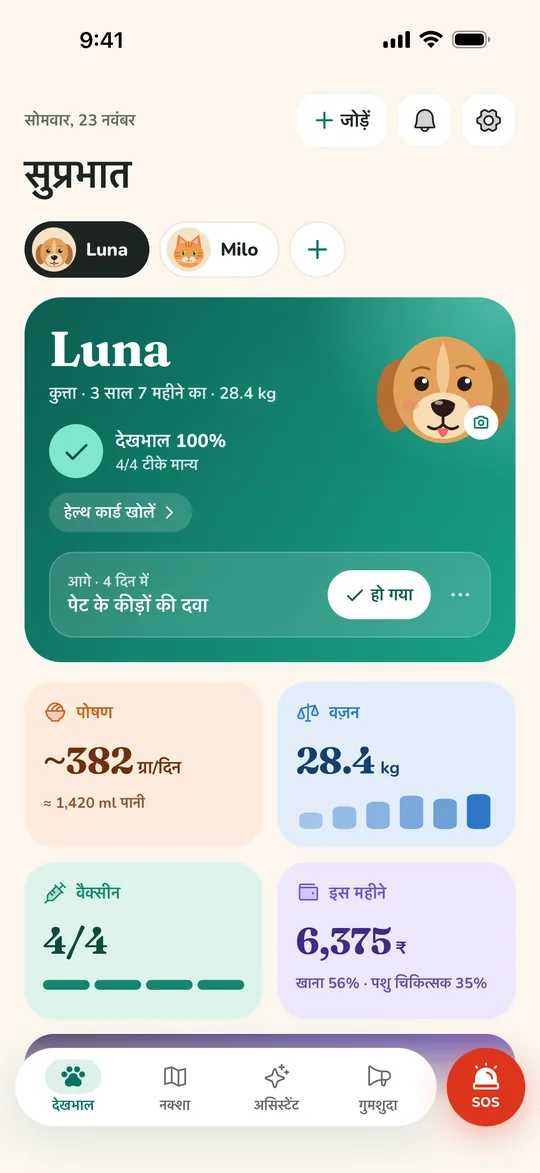 9:41
सोमवार, 23 नवंबर
+ जोड़ें
सुप्रभात
Luna
Milo
+
Luna
कुत्ता · 3 साल 7 महीने का · 28.4 kg
देखभाल 100%
4/4 टीके मान्य
हेल्थ कार्ड खोलें
आगे · 4 दिन में
पेट के कीड़ों की दवा
हो गया
पोषण
~382 ग्रा/दिन
≈ 1,420 ml पानी
वज़न
28.4 kg
वैक्सीन
4/4
इस महीने
6,375 ₹
खाना 56% · पशु चिकित्सक 35%
देखभाल
नक्शा
असिस्टेंट
गुमशुदा
SOS